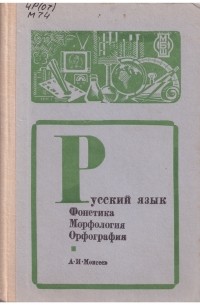 4Р(07)
М74
Русский язык
Фонетика
Морфология
Орфография
А·И·Моисеев